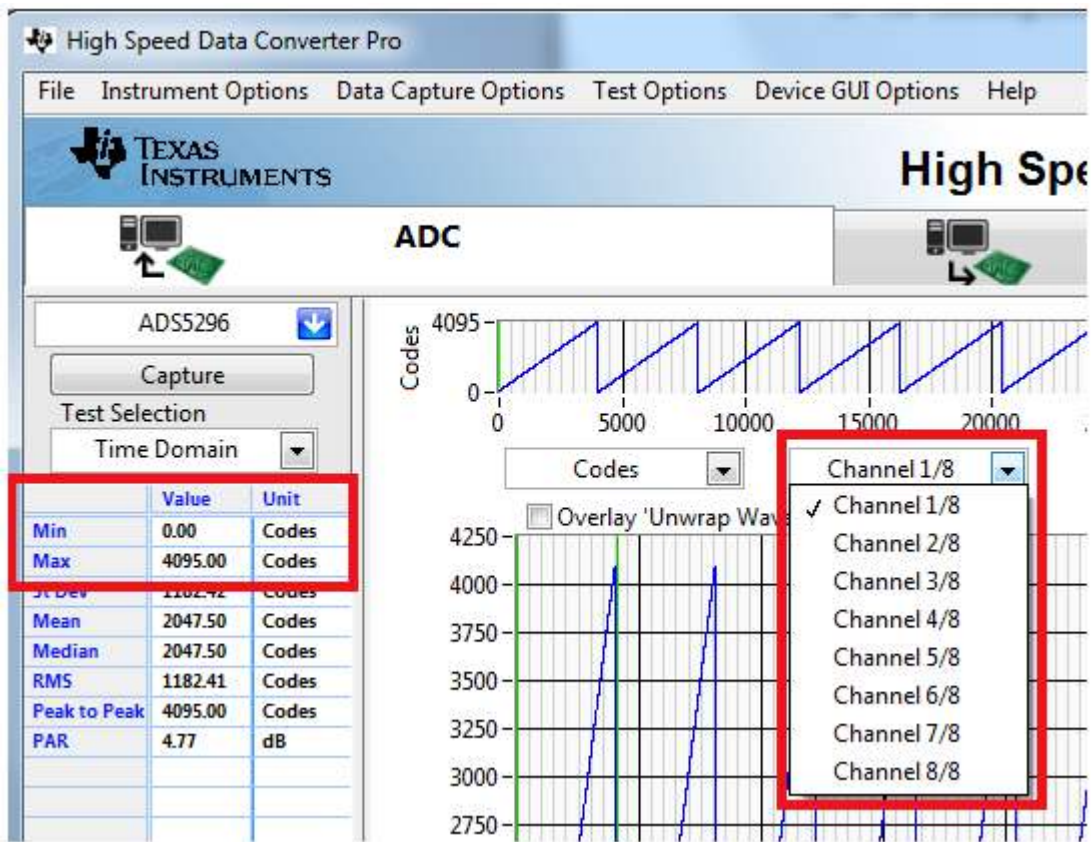 High Speed Data Converter Pro
File Instrument Options Data Capture Options Test Options Device GUI Options Help
TEXAS
INSTRUMENTS
High Spe
ADC
ADS5296
Capture
Test Selection
Time Domain
Value Unit
Min 0.00 Codes
Max 4095.00 Codes
St Dev 1182.42 Codes
Mean 2047.50 Codes
Median 2047.50 Codes
RMS 1182.41 Codes
Peak to Peak 4095.00 Codes
PAR 4.77 dB
Codes
4095
0
0 5000 10000 15000 20000
Codes
Channel 1/8
Overlay 'Unwrap Wav
Channel 1/8
Channel 2/8
Channel 3/8
Channel 4/8
Channel 5/8
Channel 6/8
Channel 7/8
Channel 8/8
4250
4000
3750
3500
3250
3000
2750